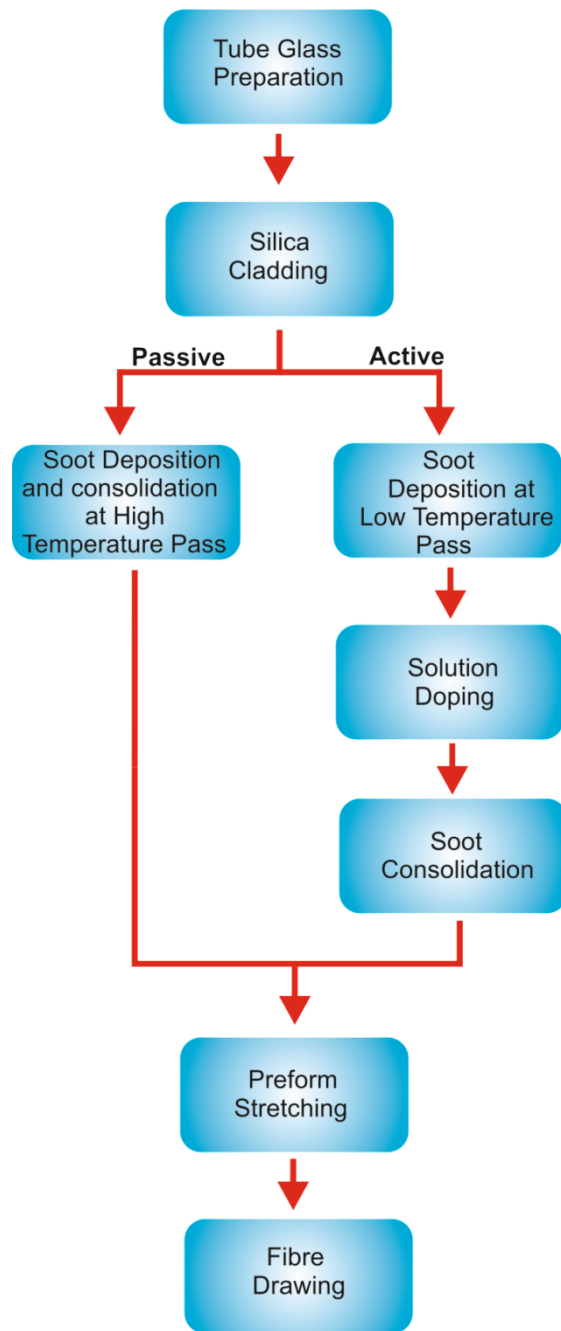 Tube Glass
Preparation
Silica
Cladding
Passive
Active
Soot Deposition
and consolidation
at High
Temperature Pass
Soot
Deposition at
Low Temperature
Pass
Solution
Doping
Soot
Consolidation
Preform
Stretching
Fibre
Drawing